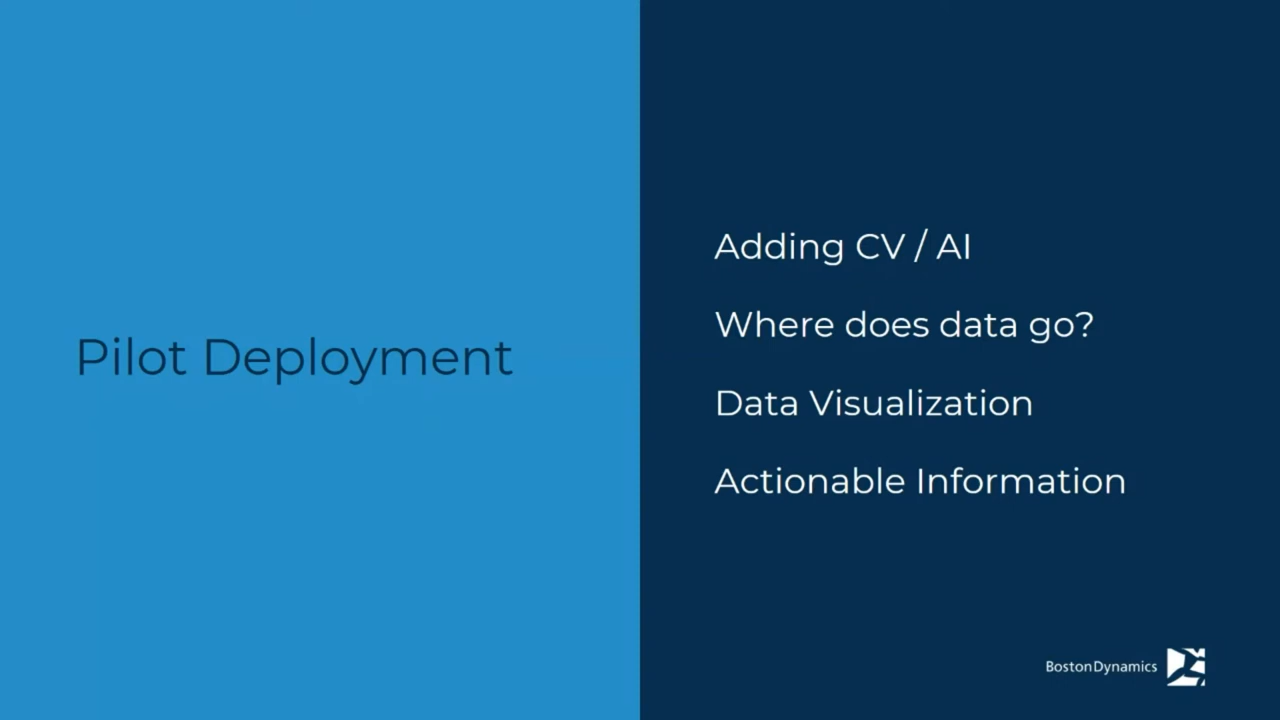 Pilot Deployment
Adding CV / AI
Where does data go?
Data Visualization
Actionable Information
BostonDynamics